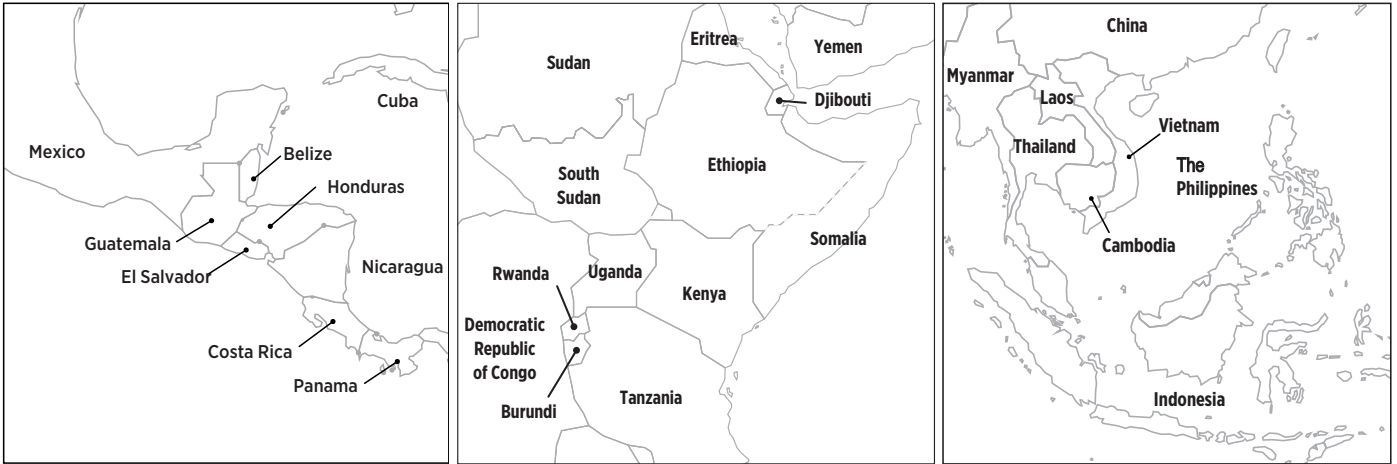 Cuba
Mexico
Belize
Honduras
Guatemala
El Salvador
Nicaragua
Costa Rica
Panama
Eritrea
Yemen
Sudan
Djibouti
Ethiopia
South
Sudan
Somalia
Rwanda
Uganda
Kenya
Democratic
Republic
of Congo
Tanzania
Burundi
China
Myanmar
Laos
Vietnam
Thailand
The
Philippines
Cambodia
Indonesia